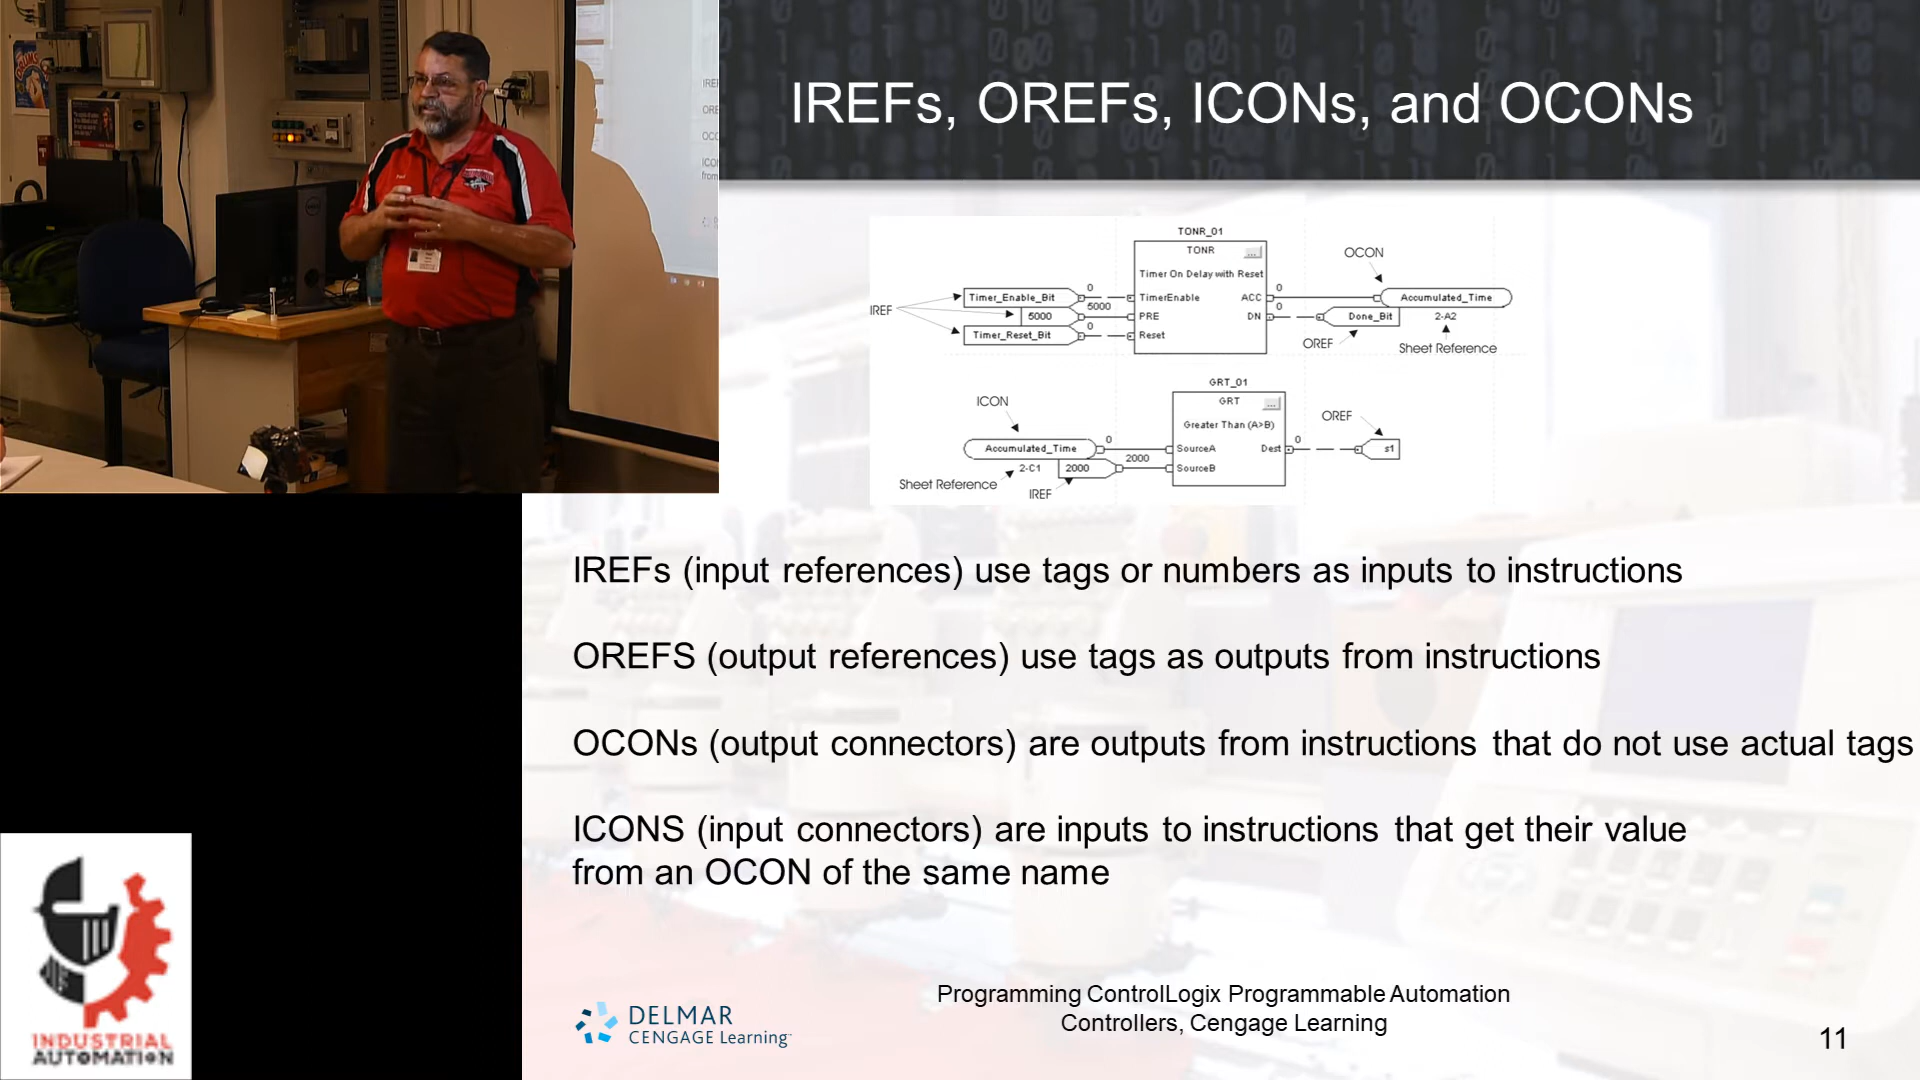 IREFs, OREFs, ICONs, and OCONs
TONR_01
TONR
...
Timer On Delay with Reset
OCON
IREF
Timer_Enable_Bit
0
TimerEnable
ACC
0
Accumulated_Time
5000
5000
PRE
DN
0
Done_Bit
2-A2
Timer_Reset_Bit
0
Reset
OREF
Sheet Reference
GRT_01
ICON
GRT
...
OREF
Greater Than (A>B)
Accumulated_Time
0
SourceA
Dest
0
s1
2-C1
2000
2000
SourceB
Sheet Reference
IREF
IREFs (input references) use tags or numbers as inputs to instructions
OREFS (output references) use tags as outputs from instructions
OCONs (output connectors) are outputs from instructions that do not use actual tags
ICONS (input connectors) are inputs to instructions that get their value
from an OCON of the same name
INDUSTRIAL
AUTOMATION
DELMAR
CENGAGE Learning
Programming ControlLogix Programmable Automation
Controllers, Cengage Learning
11